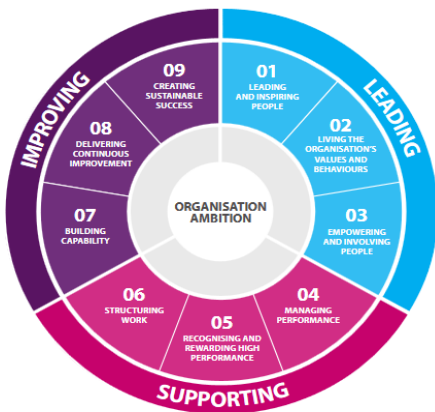 IMPROVING
LEADING
SUPPORTING
01
LEADING
AND INSPIRING
PEOPLE
02
LIVING THE
ORGANISATION'S
VALUES AND
BEHAVIOURS
03
EMPOWERING
AND INVOLVING
PEOPLE
04
MANAGING
PERFORMANCE
05
RECOGNISING AND
REWARDING HIGH
PERFORMANCE
06
STRUCTURING
WORK
07
BUILDING
CAPABILITY
08
DELIVERING
CONTINUOUS
IMPROVEMENT
09
CREATING
SUSTAINABLE
SUCCESS
ORGANISATION
AMBITION